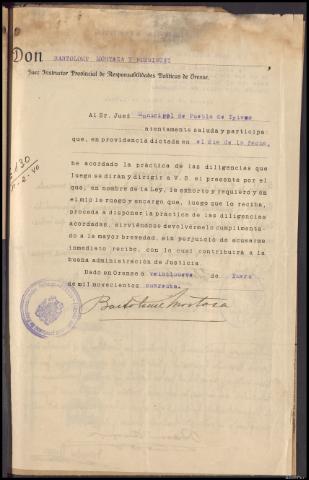 Don BARTOLOME MOSTAZA Y
Juez Instructor Provincial de Responsabilidades Políticas de Orense.
Al Sr. Juez Municipal de Puebla de Trives
atentamente saluda y participa:
que, en providencia dictada en el día de la fecha,
he acordado la práctica de las diligencias que
luego se dirán y dirigir a V. S. el presente por el
que, en nombre de la Ley, le exhorto y requiero y en
el mío le ruego y encargo que, luego que lo reciba,
proceda a disponer la práctica de las diligencias
acordadas, sirviéndose devolvérmelo cumplimenta-
do a la mayor brevedad, sin perjuicio de acusarme
inmediato recibo, con lo cual contribuirá a la
buena administración de Justicia.
Dado en Orense á veintinueve de Enero
de mil novecientos cuarenta.
Bartolomé Mostaza
130